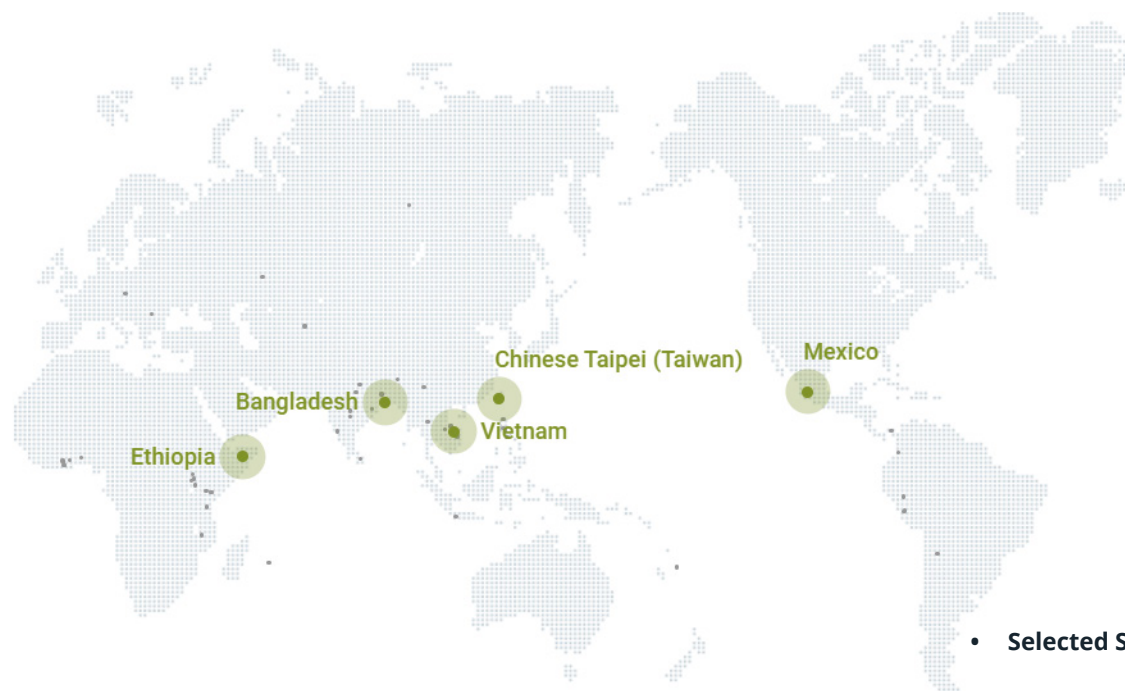 Chinese Taipei (Taiwan)
Mexico
Bangladesh
Vietnam
Ethiopia
• Selected S